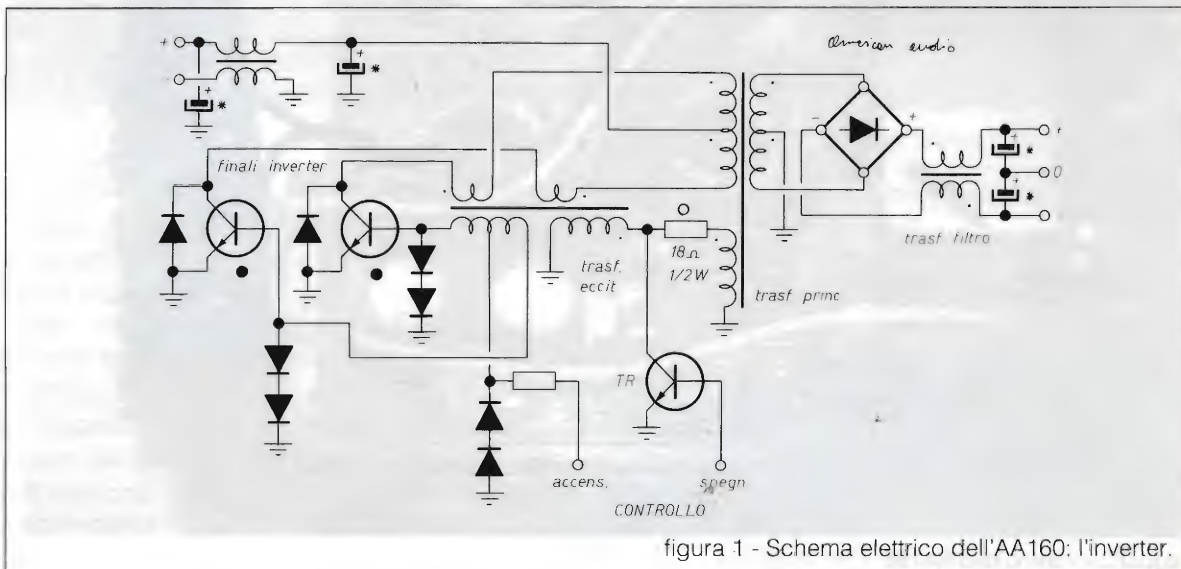 +
-
+
*
+
*
American audio
finali inverter
-
+
+
*
0
+
*
-
trasf filtro
18Ω
1/2W
trasf.
eccit
trasf princ
TR
accens.
spegn
CONTROLLO
figura 1 - Schema elettrico dell'AA160: l'inverter.